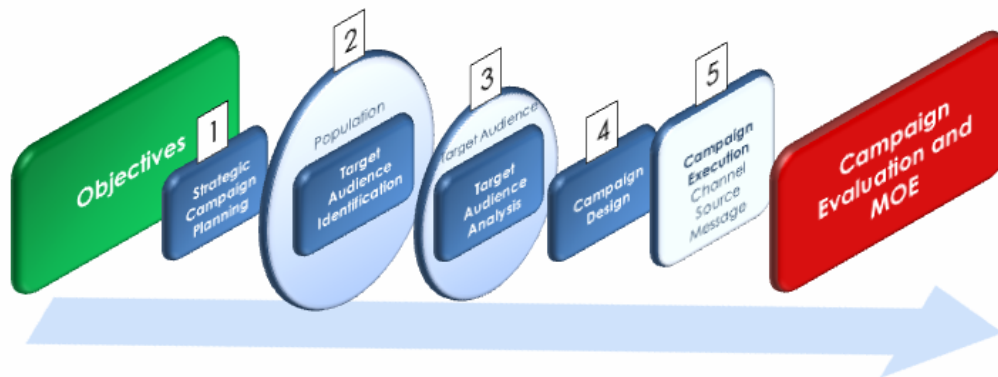 Objectives
1
Strategic
Campaign
Planning
2
Population
Target
Audience
Identification
3
Target Audience
Target
Audience
Analysis
4
Campaign
Design
5
Campaign
Execution
Channel
Source
Message
Campaign
Evaluation and
MOE